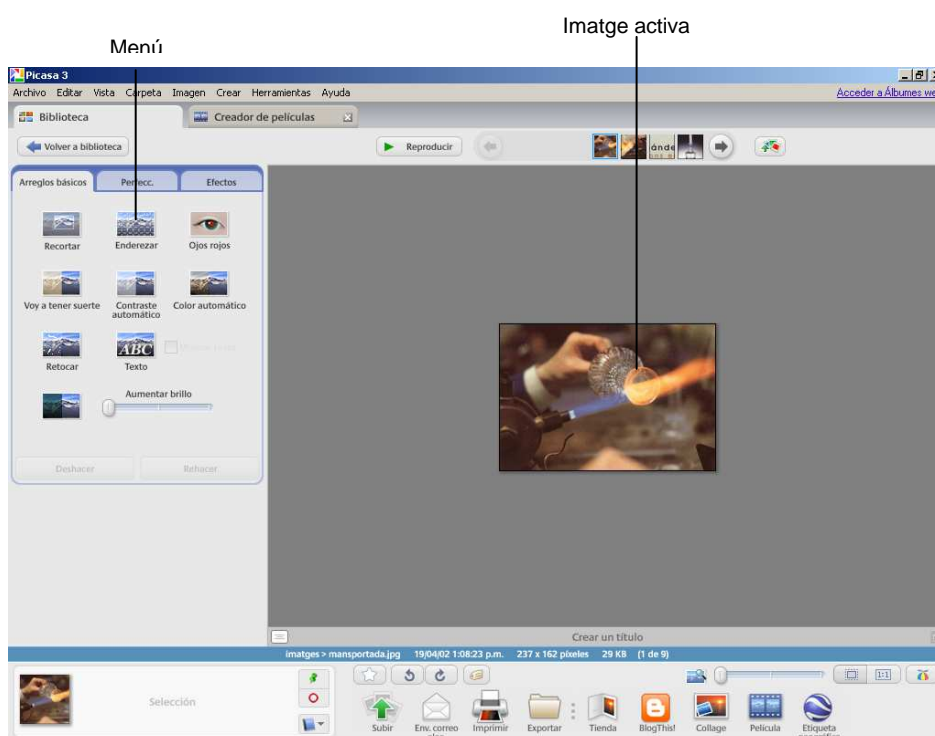 Imatge activa
Menú
Picasa 3
Archivo Editar Vista Carpeta Imagen Crear Herramientas Ayuda
Acceder a Álbumes we
Biblioteca
Creador de películas
Volver a biblioteca
Reproducir
ánde
Arreglos básicos
Perfecc.
Efectos
Recortar
Enderezar
Ojos rojos
Voy a tener suerte
Contraste
automático
Color automático
Retocar
ABC
Texto
Aumentar brillo
Deshacer
Rehacer
Crear un título
imatges > mansportada.jpg 19/04/02 1:08:23 p.m. 237 x 162 píxeles 29 KB (1 de 9)
Selección
1:1
Subir
Env. correo
Imprimir
Exportar
Tienda
BlogThis!
Collage
Película
Etiqueta